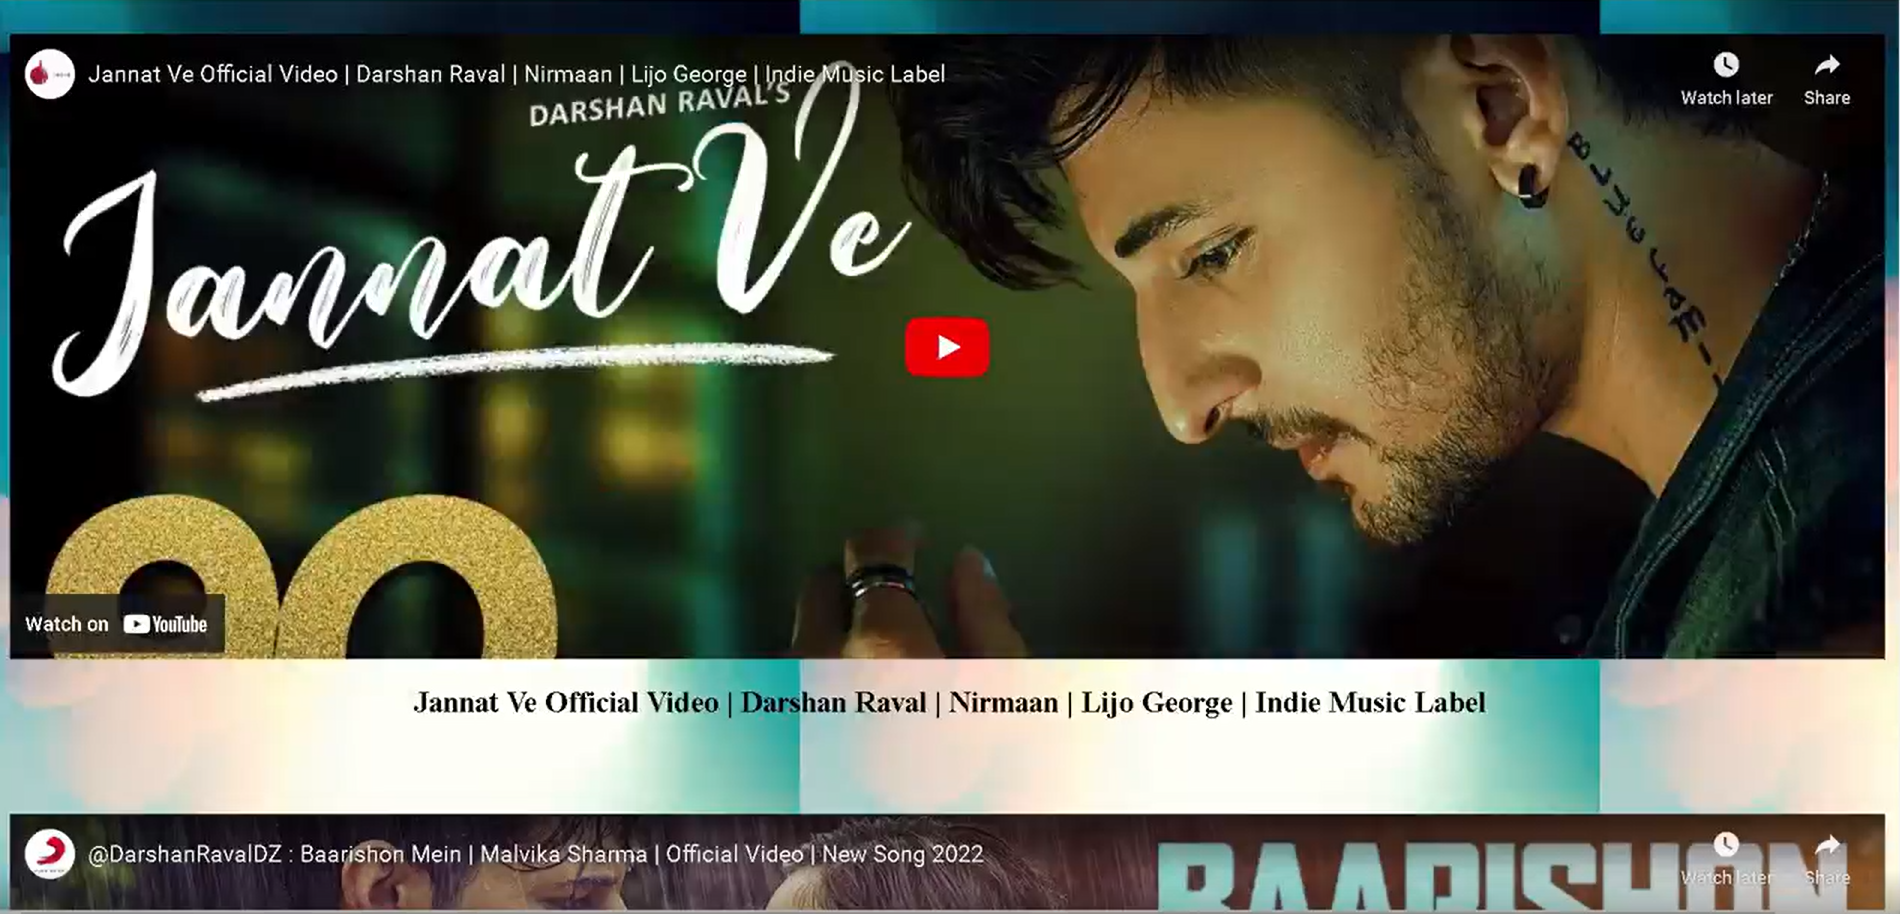 Jannat Ve Official Video | Darshan Raval | Nirmaan | Lijo George | Indie Music Label
Watch later
Share
DARSHAN RAVAL'S
Jannat Ve
Watch on YouTube
Jannat Ve Official Video | Darshan Raval | Nirmaan | Lijo George | Indie Music Label
@DarshanRavalDZ : Baarishon Mein | Malvika Sharma | Official Video | New Song 2022
BAARISHON
Watch later
Share